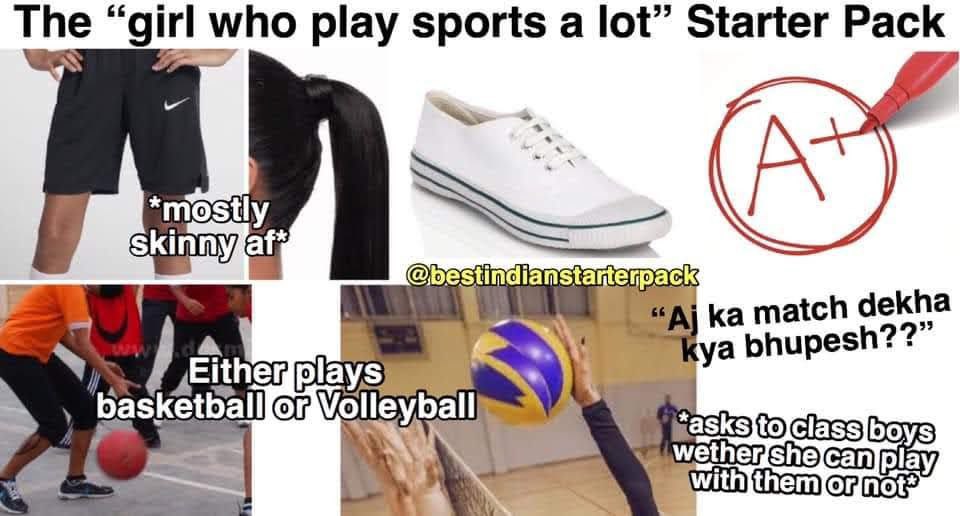 The “girl who play sports a lot” Starter Pack
*mostly
skinny af*
A+
@bestindianstarterpack
“Aj ka match dekha
kya bhupesh??”
Either plays
basketball or Volleyball
*asks to class boys
wether she can play
with them or not*